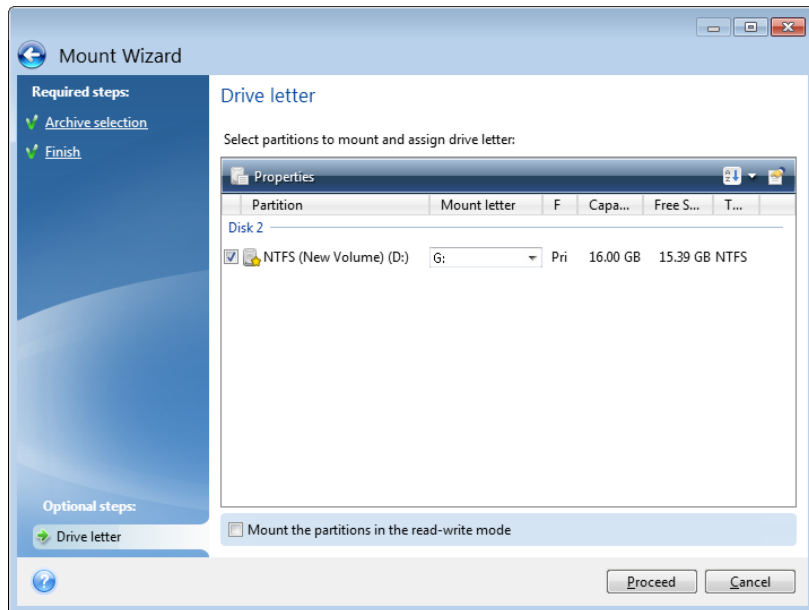 Mount Wizard
Required steps:
Archive selection
Finish
Optional steps:
Drive letter
Drive letter
Select partitions to mount and assign drive letter:
Properties
Partition Mount letter F Capa... Free S... T...
Disk 2
NTFS (New Volume) (D:) G: Pri 16.00 GB 15.39 GB NTFS
Mount the partitions in the read-write mode
Proceed Cancel